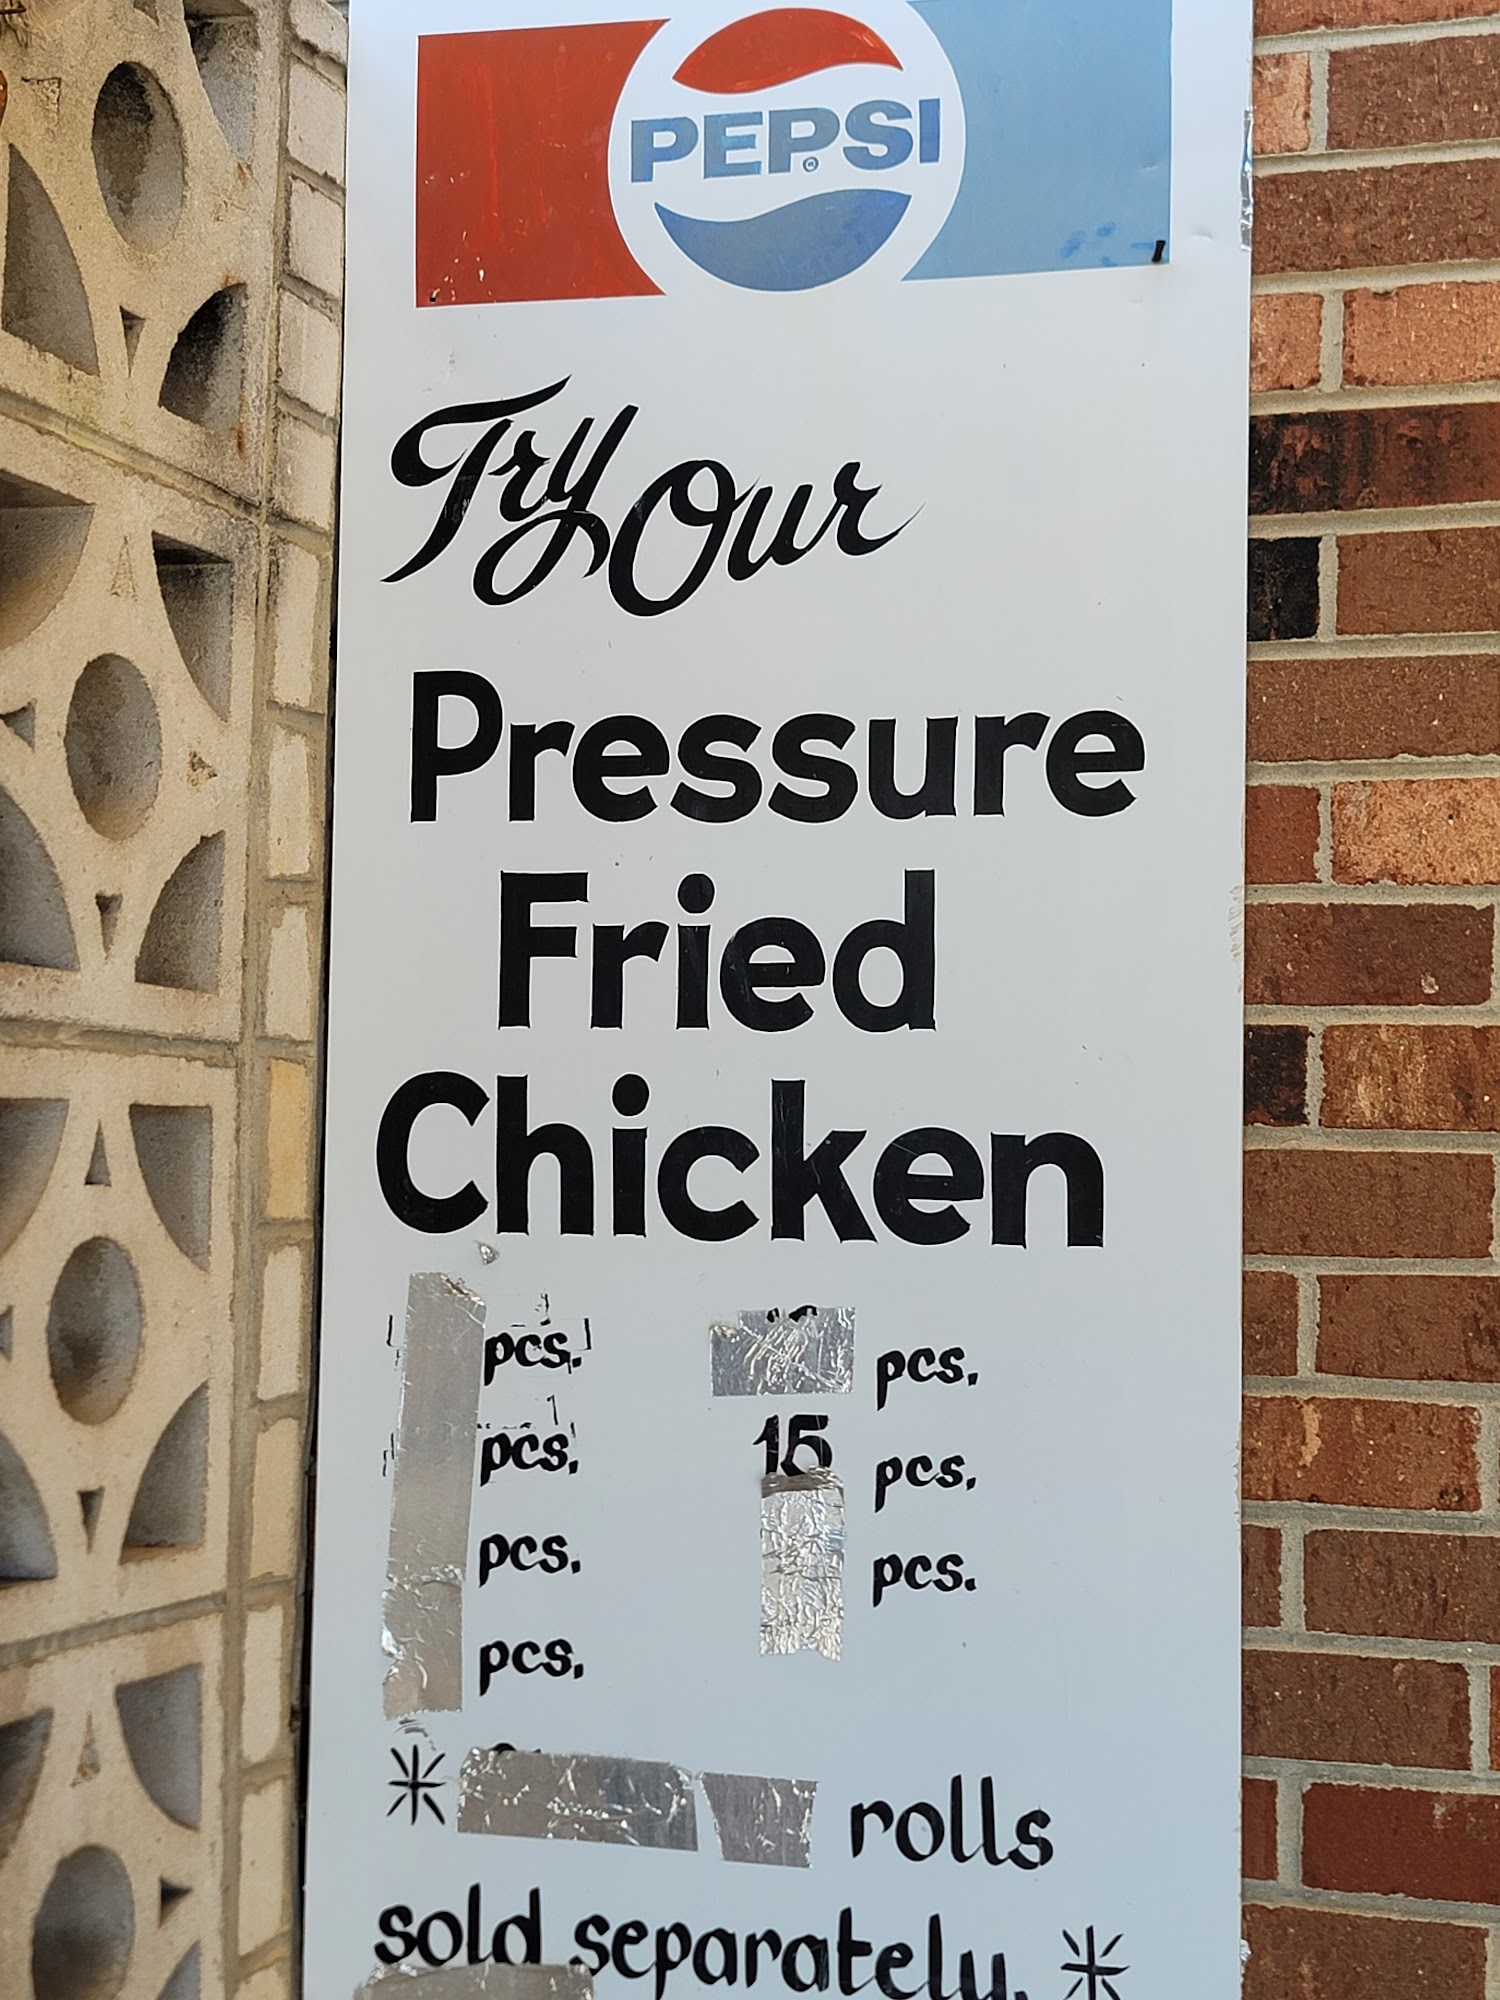 PEPSI
Try Our
Pressure
Fried
Chicken
pcs. pcs.
pcs. 15 pcs.
pcs. pcs.
pcs.
* rolls
sold separately. *